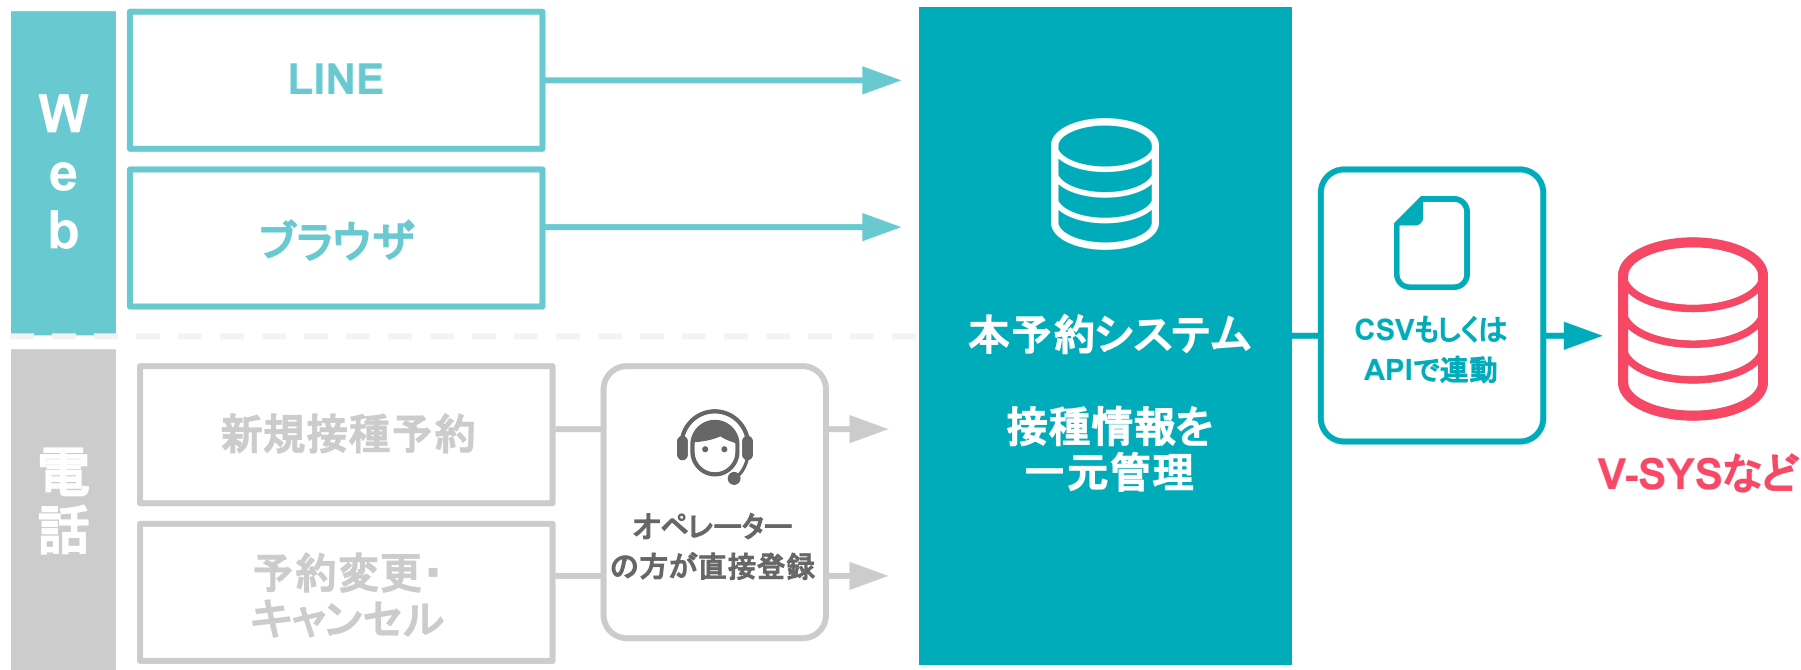 Web
LINE
ブラウザ
電話
新規接種予約
予約変更・
キャンセル
オペレーター
の方が直接登録
本予約システム
接種情報を
一元管理
CSVもしくは
APIで連動
V-SYSなど